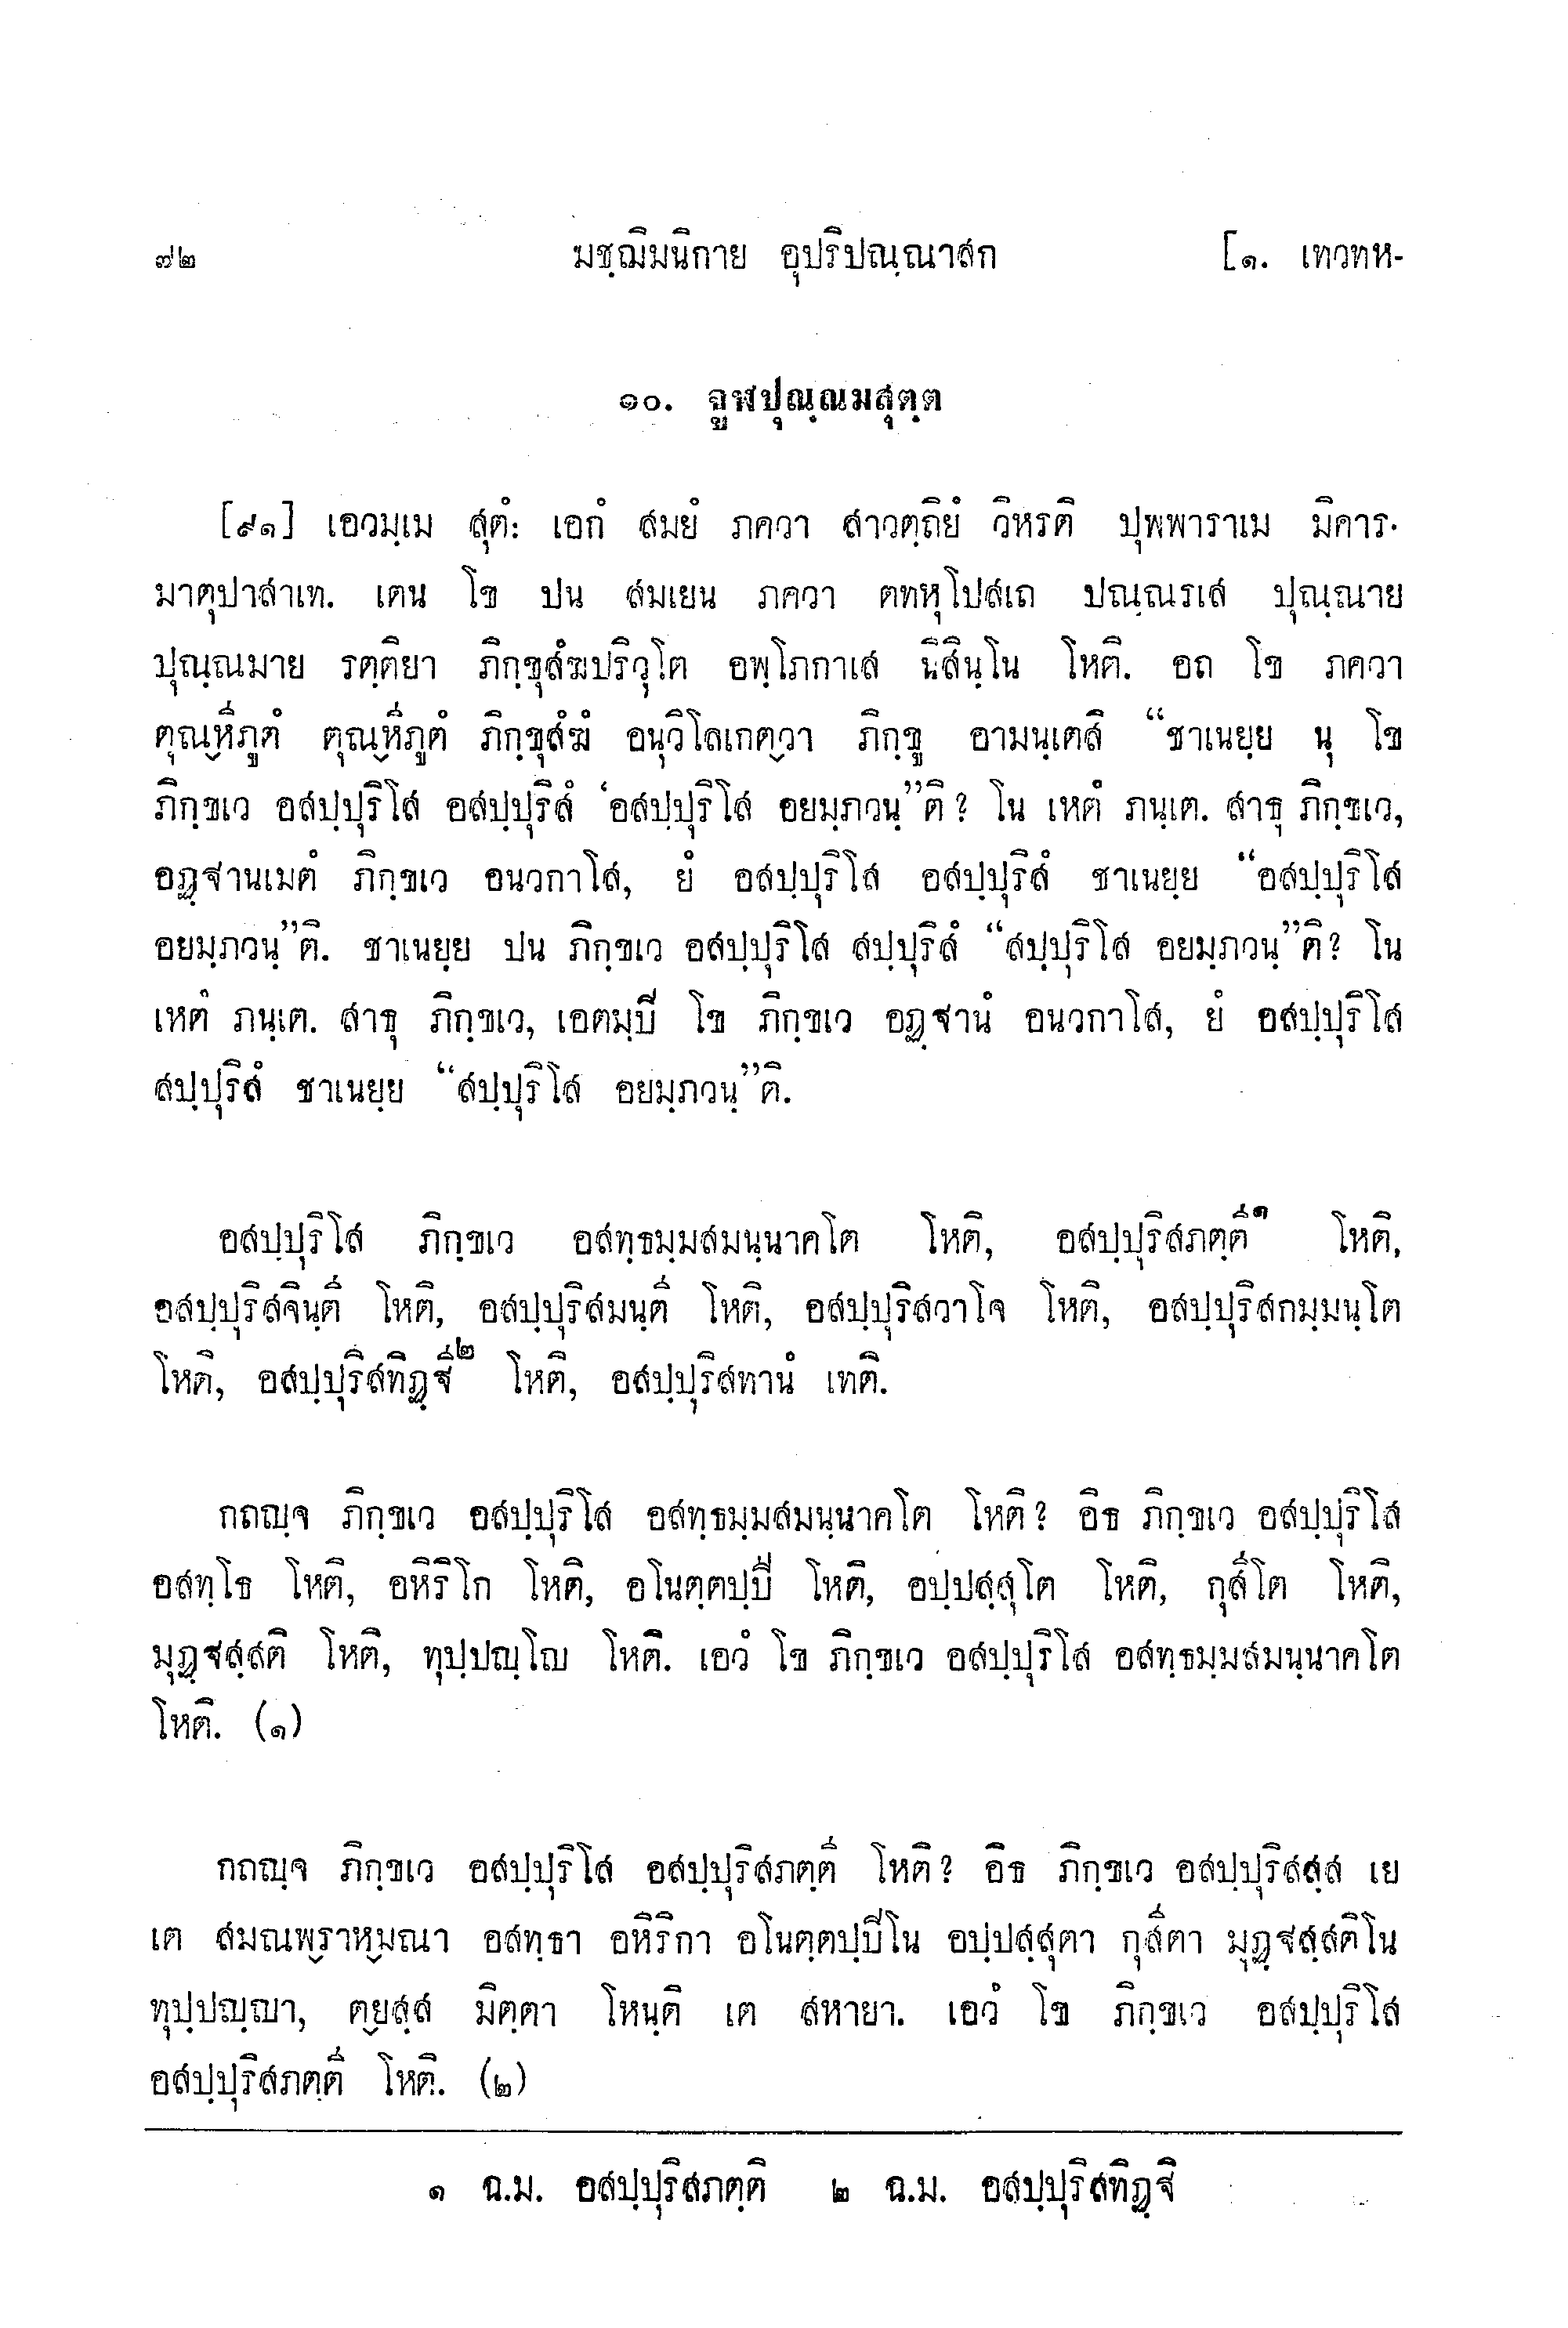 ๗๒ มชฺฌิมนิกาย อุปริปณฺณาสก [๑. เทวทห-
๑๐. จูฬปุณฺณมสุตฺต
[๙๑] เอวมฺเม สุตํ: เอกํ สมยํ ภควา สาวตฺถิยํ วิหรติ ปุพฺพาราเม มิคาร-
มาตุปาสาเท. เตน โข ปน สมเยน ภควา ตทหุโปสเถ ปณฺณรเส ปุณฺณาย
ปุณฺณมาย รตฺติยา ภิกฺขุสํฆปริวุโต อพฺโภกาเส นิสินฺโน โหติ. อถ โข ภควา
ตุณฺหีภูตํ ตุณฺหีภูตํ ภิกฺขุสํฆํ อนุวิโลเกตฺวา ภิกฺขู อามนฺเตสิ “ชาเนยฺย นุ โข
ภิกฺขเว อสปฺปุริโส อสปฺปุริสํ ‘อสปฺปุริโส อยมฺภวนฺ”ติ? โน เหตํ ภนฺเต. สาธุ ภิกฺขเว,
อฏฺฐานเมตํ ภิกฺขเว อนวกาโส, ยํ อสปฺปุริโส อสปฺปุริสํ ชาเนยฺย “อสปฺปุริโส
อยมฺภวนฺ”ติ. ชาเนยฺย ปน ภิกฺขเว อสปฺปุริโส สปฺปุริสํ “สปฺปุริโส อยมฺภวนฺ”ติ? โน
เหตํ ภนฺเต. สาธุ ภิกฺขเว, เอตมฺปิ โข ภิกฺขเว อฏฺฐานํ อนวกาโส, ยํ อสปฺปุริโส
สปฺปุริสํ ชาเนยฺย “สปฺปุริโส อยมฺภวนฺ”ติ.
อสปฺปุริโส ภิกฺขเว อสทฺธมฺมสมนฺนาคโต โหติ, อสปฺปุริสภตฺตี๑ โหติ,
อสปฺปุริสจินฺตี โหติ, อสปฺปุริสมนฺตี โหติ, อสปฺปุริสวาโจ โหติ, อสปฺปุริสกมฺมนฺโต
โหติ, อสปฺปุริสทิฏฺฐี๒ โหติ, อสปฺปุริสทานํ เทติ.
กถญฺจ ภิกฺขเว อสปฺปุริโส อสทฺธมฺมสมนฺนาคโต โหติ? อิธ ภิกฺขเว อสปฺปุริโส
อสทฺโธ โหติ, อหิริโก โหติ, อโนตฺตปฺปี โหติ, อปฺปสฺสุโต โหติ, กุสีโต โหติ,
มุฏฺฐสฺสติ โหติ, ทุปฺปญฺโญ โหติ. เอวํ โข ภิกฺขเว อสปฺปุริโส อสทฺธมฺมสมนฺนาคโต
โหติ. (๑)
กถญฺจ ภิกฺขเว อสปฺปุริโส อสปฺปุริสภตฺตี โหติ? อิธ ภิกฺขเว อสปฺปุริสสฺส เย
เต สมณพฺราหฺมณา อสทฺธา อหิริกา อโนตฺตปฺปิโน อปฺปสฺสุตา กุสีตา มุฏฺฐสฺสติโน
ทุปฺปญฺญา, ตฺยสฺส มิตฺตา โหนฺติ เต สหายา. เอวํ โข ภิกฺขเว อสปฺปุริโส
อสปฺปุริสภตฺตี โหติ. (๒)
๑ ฉ.ม. อสปฺปุริสภตฺติ ๒ ฉ.ม. อสปฺปุริสทิฏฺฐิ